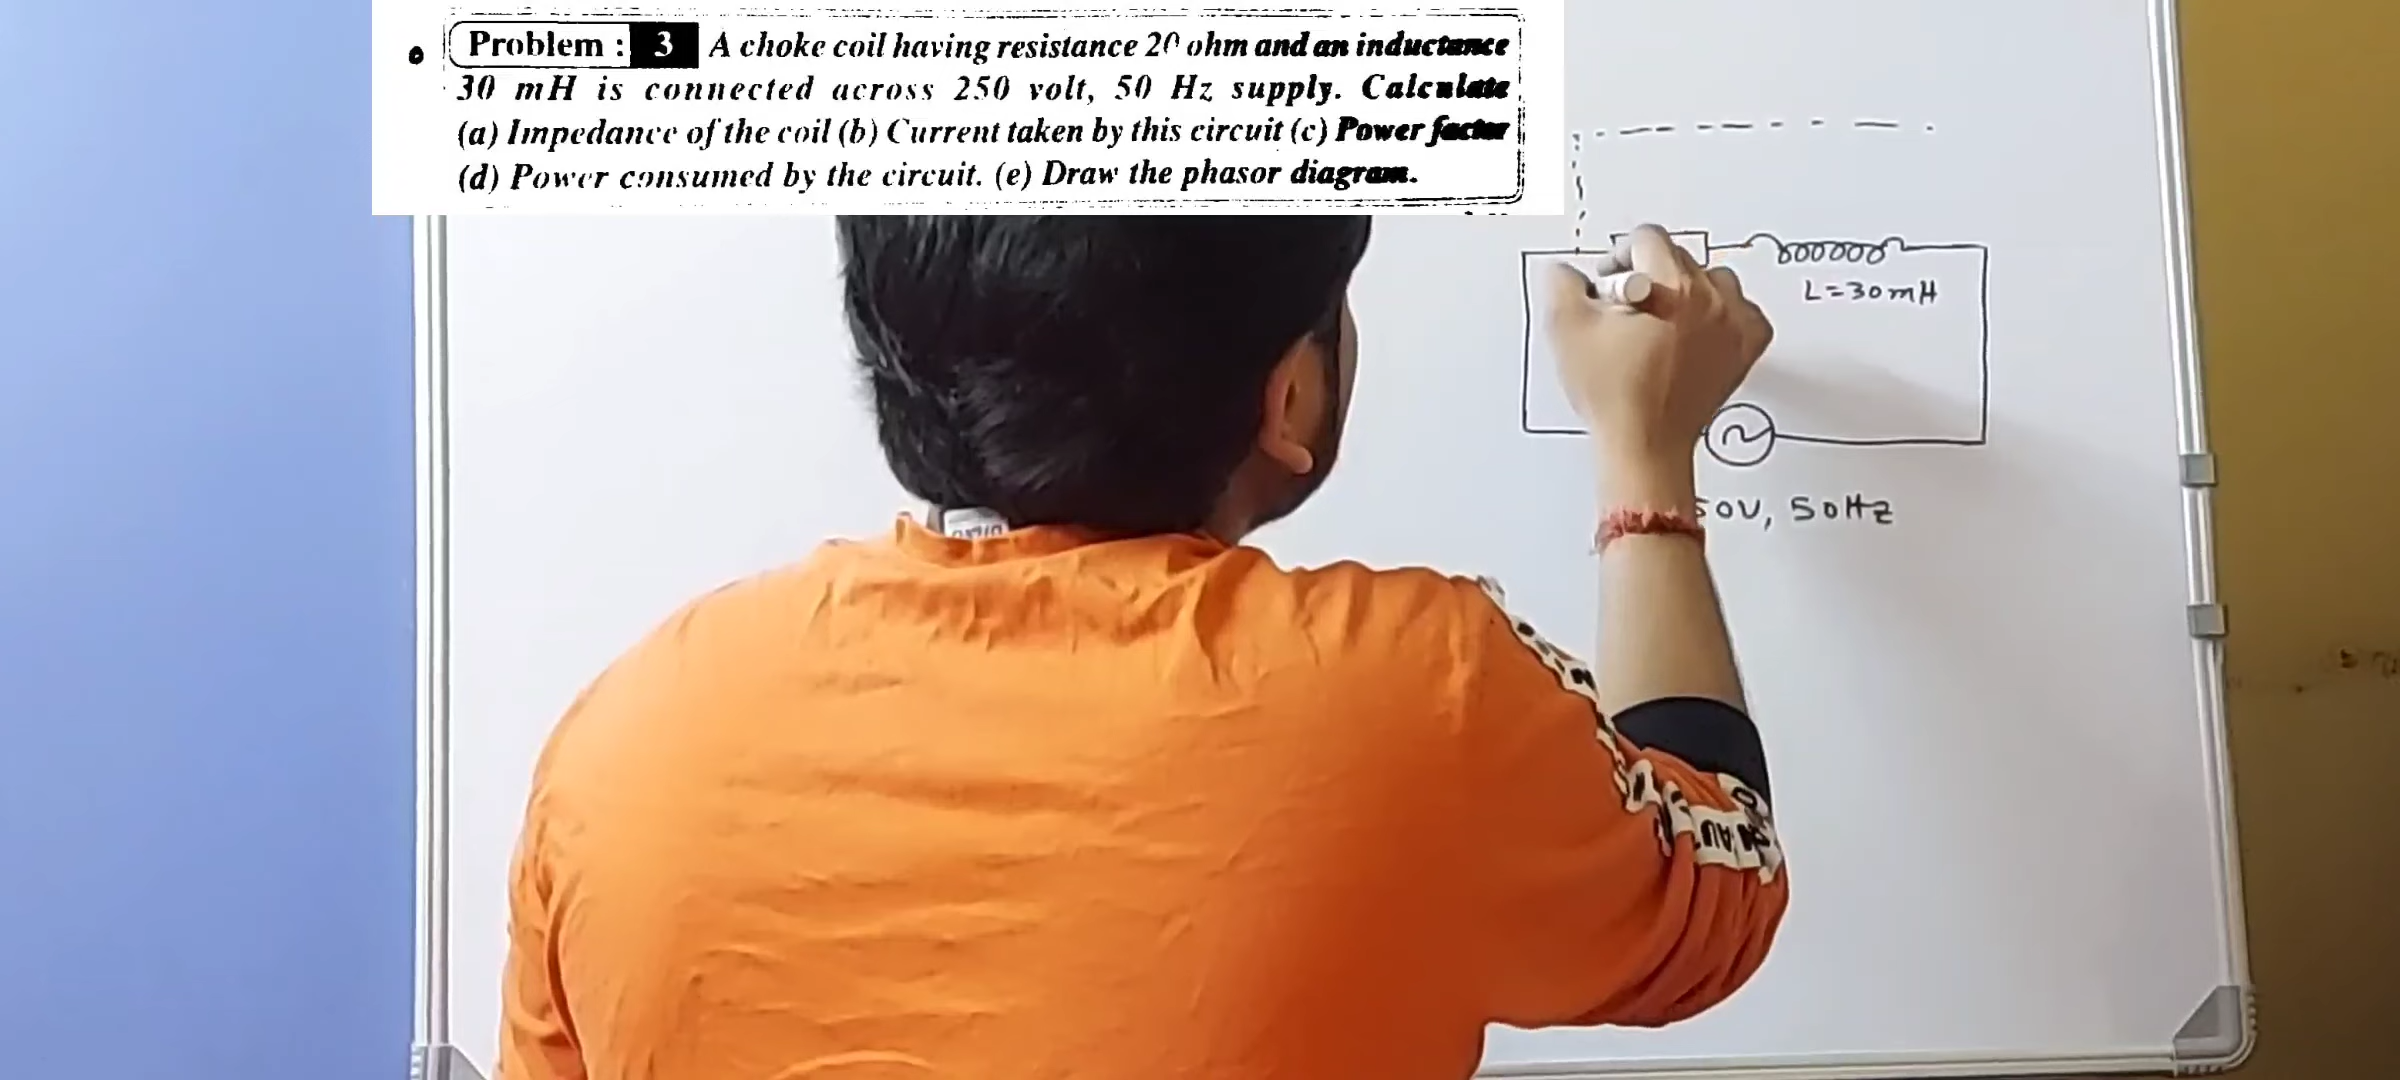 Problem : 3 A choke coil having resistance 20 ohm and an inductance
30 mH is connected across 250 volt, 50 Hz supply. Calculate
(a) Impedance of the coil (b) Current taken by this circuit (c) Power factor
(d) Power consumed by the circuit. (e) Draw the phasor diagram.
L=30mH
50V, 50Hz